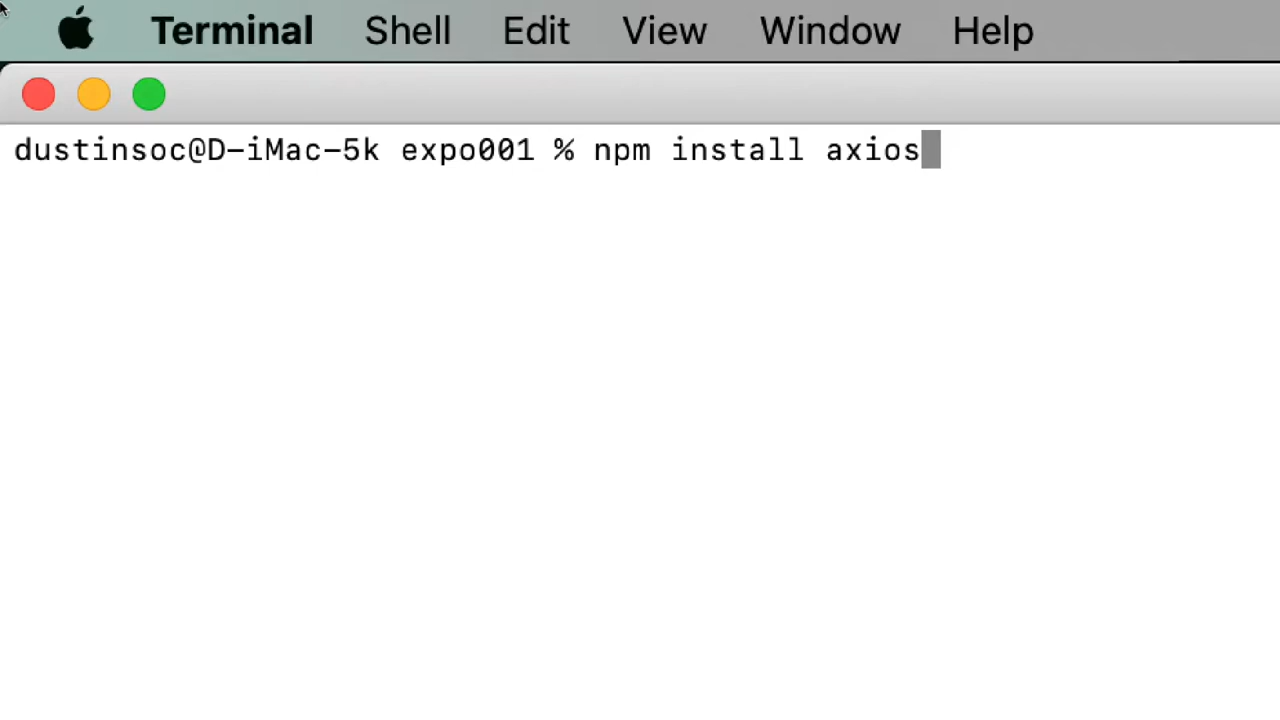 Terminal Shell Edit View Window Help
dustinsoc@D-iMac-5k expo001 % npm install axios